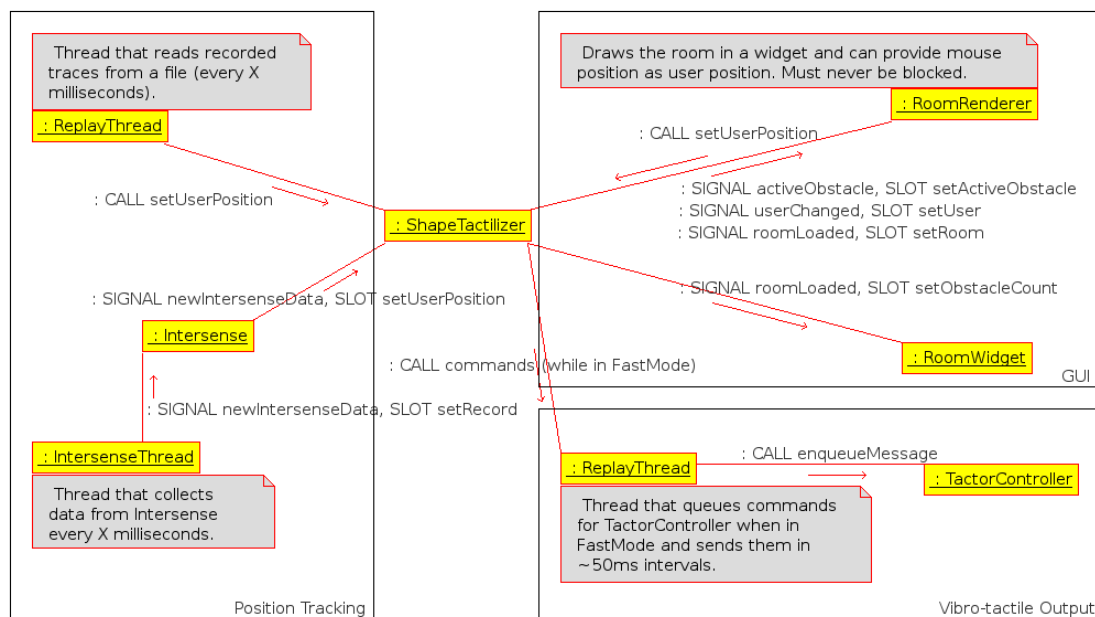 Thread that reads recorded
traces from a file (every X
milliseconds).
: ReplayThread
: CALL setUserPosition
: ShapeTactilizer
: SIGNAL newIntersenseData, SLOT setUserPosition
: Intersense
: SIGNAL newIntersenseData, SLOT setRecord
: IntersenseThread
Thread that collects
data from Intersense
every X milliseconds.
Position Tracking
Draws the room in a widget and can provide mouse
position as user position. Must never be blocked.
: RoomRenderer
: CALL setUserPosition
: SIGNAL activeObstacle, SLOT setActiveObstacle
: SIGNAL userChanged, SLOT setUser
: SIGNAL roomLoaded, SLOT setRoom
: SIGNAL roomLoaded, SLOT setObstacleCount
: RoomWidget
GUI
: CALL commands (while in FastMode)
: ReplayThread
: CALL enqueueMessage
: TactorController
Thread that queues commands
for TactorController when in
FastMode and sends them in
~50ms intervals.
Vibro-tactile Output